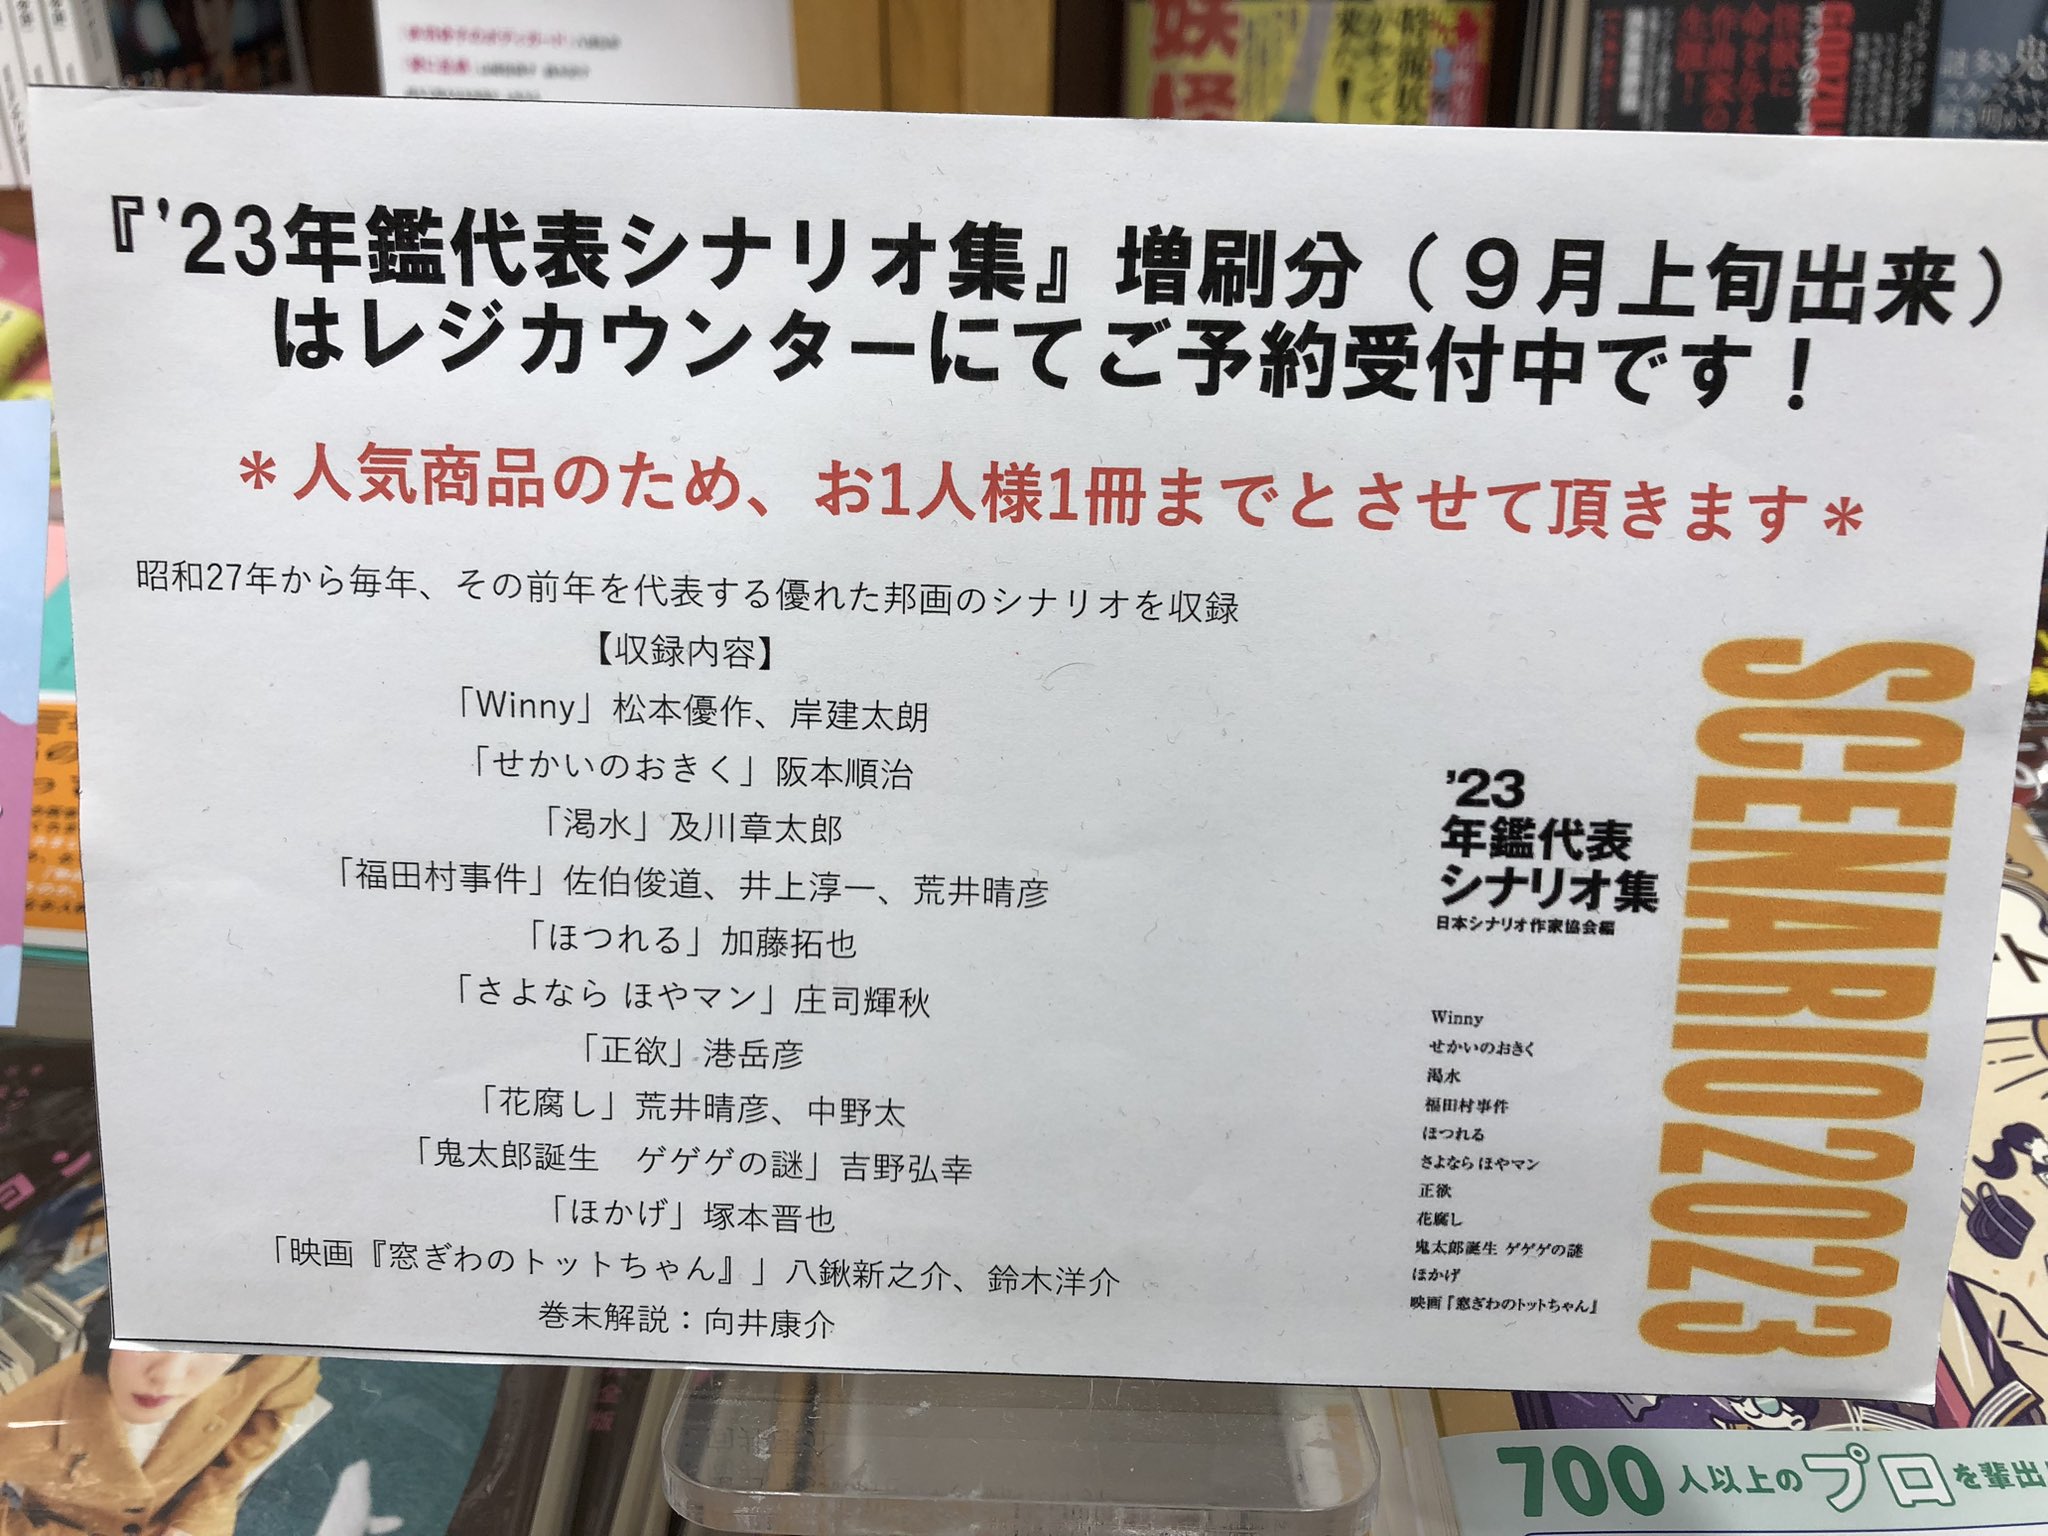 『’23年鑑代表シナリオ集』増刷分（９月上旬出来）
はレジカウンターにてご予約受付中です！
＊人気商品のため、お1人様1冊までとさせて頂きます＊
昭和27年から毎年、その前年を代表する優れた邦画のシナリオを収録
【収録内容】
「Winny」松本優作、岸建太朗
「せかいのおきく」阪本順治
「渇水」及川章太郎
「福田村事件」佐伯俊道、井上淳一、荒井晴彦
「ほつれる」加藤拓也
「さよなら ほやマン」庄司輝秋
「正欲」港岳彦
「花腐し」荒井晴彦、中野太
「鬼太郎誕生　ゲゲゲの謎」吉野弘幸
「ほかげ」塚本晋也
「映画『窓ぎわのトットちゃん』」八鍬新之介、鈴木洋介
巻末解説：向井康介
’23
年鑑代表
シナリオ集
日本シナリオ作家協会編
Winny
せかいのおきく
渇水
福田村事件
ほつれる
さよなら ほやマン
正欲
花腐し
鬼太郎誕生 ゲゲゲの謎
ほかげ
映画「窓ぎわのトットちゃん」
SCENARIO2023
妖怪
GODZILLA
怪獣に
命を与え
作曲家の
生涯！
700人以上のプロを輩出